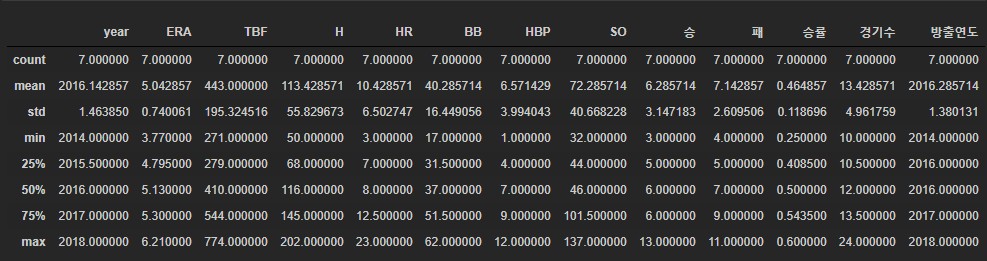 year ERA TBF H HR BB HBP SO 승 패 승률 경기수 방출연도
count 7.000000 7.000000 7.000000 7.000000 7.000000 7.000000 7.000000 7.000000 7.000000 7.000000 7.000000 7.000000 7.000000
mean 2016.142857 5.042857 443.000000 113.428571 10.428571 40.285714 6.571429 72.285714 6.285714 7.142857 0.464857 13.428571 2016.285714
std 1.463850 0.740061 195.324516 55.829673 6.502747 16.449056 3.994043 40.668228 3.147183 2.609506 0.118696 4.961759 1.380131
min 2014.000000 3.770000 271.000000 50.000000 3.000000 17.000000 1.000000 32.000000 3.000000 4.000000 0.250000 10.000000 2014.000000
25% 2015.500000 4.795000 279.000000 68.000000 7.000000 31.500000 4.000000 44.000000 5.000000 5.000000 0.408500 10.500000 2016.000000
50% 2016.000000 5.130000 410.000000 116.000000 8.000000 37.000000 7.000000 46.000000 6.000000 7.000000 0.500000 12.000000 2016.000000
75% 2017.000000 5.300000 544.000000 145.000000 12.500000 51.500000 9.000000 101.500000 6.000000 9.000000 0.543500 13.500000 2017.000000
max 2018.000000 6.210000 774.000000 202.000000 23.000000 62.000000 12.000000 137.000000 13.000000 11.000000 0.600000 24.000000 2018.000000